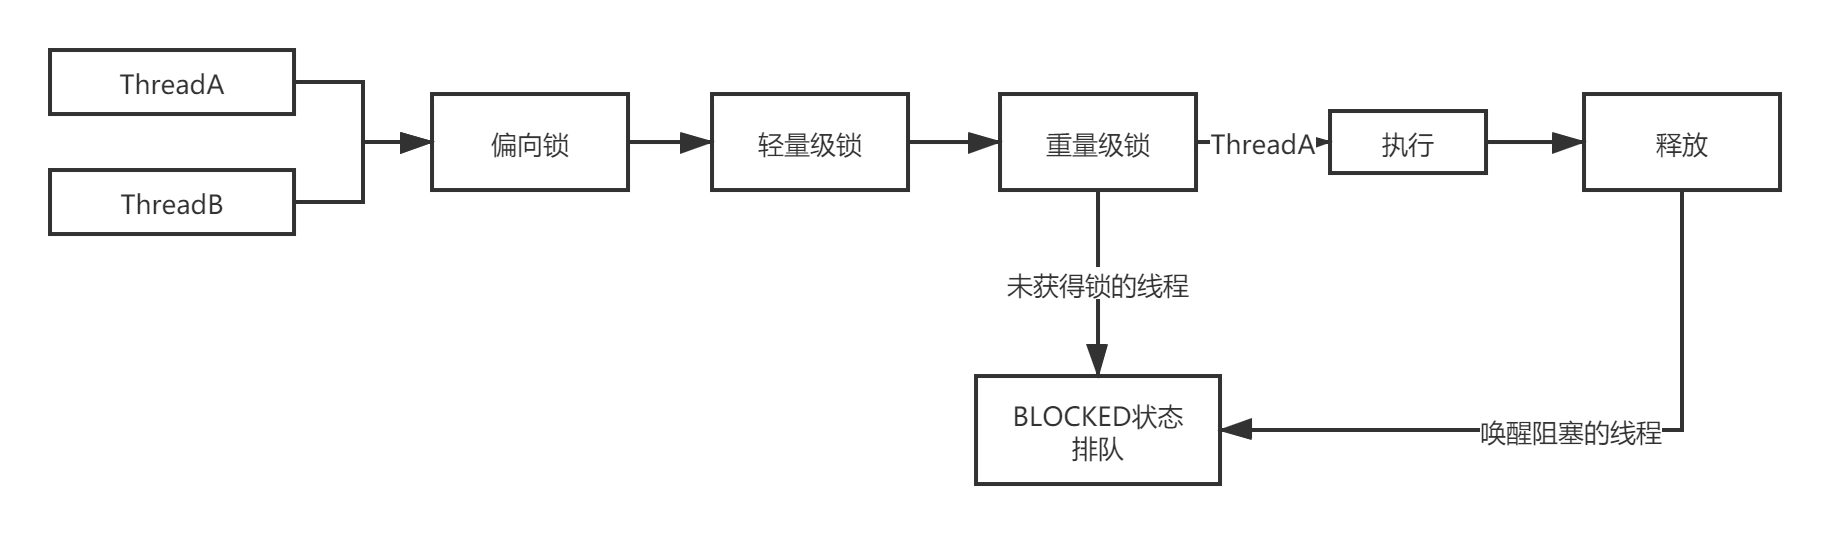 ThreadA
ThreadB
偏向锁
轻量级锁
重量级锁
ThreadA
执行
释放
未获得锁的线程
BLOCKED状态
排队
唤醒阻塞的线程